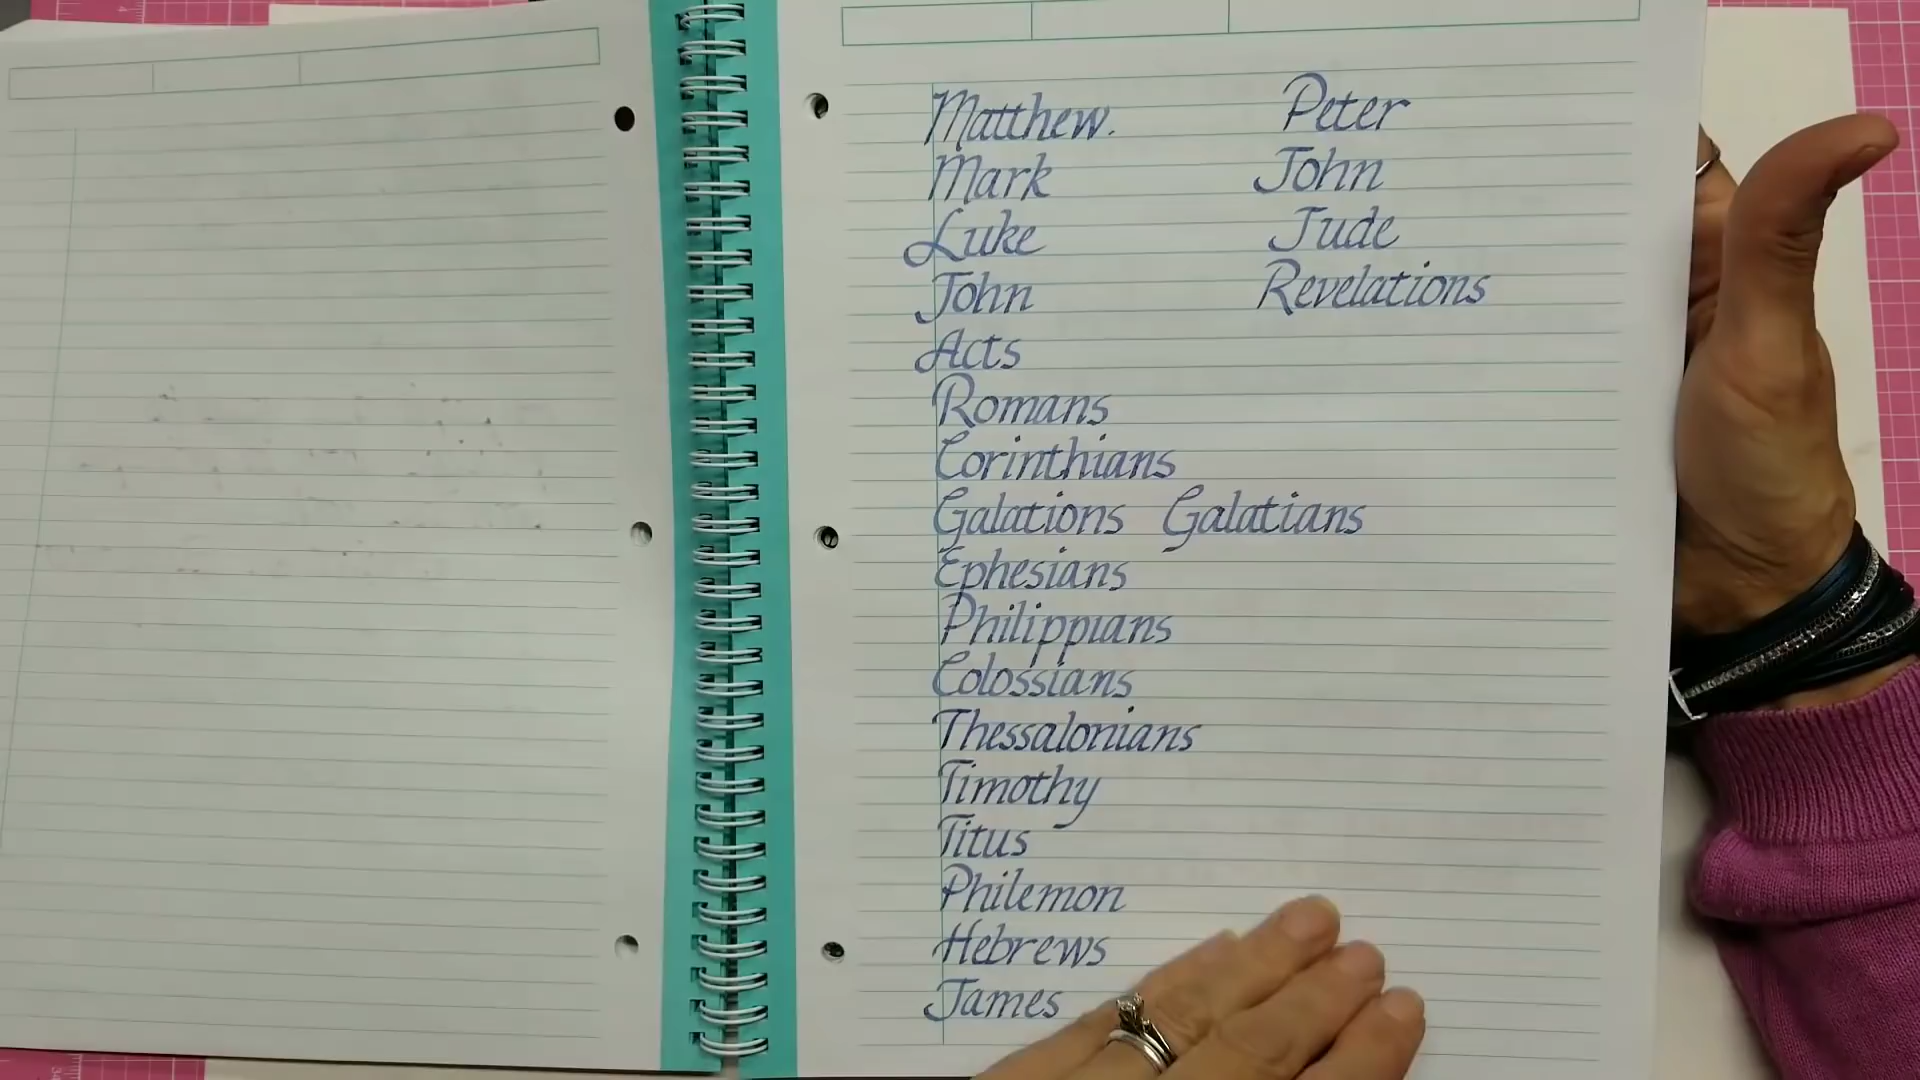 Matthew.
Mark
Luke
John
Acts
Romans
Corinthians
Galations Galatians
Ephesians
Philippians
Colossians
Thessalonians
Timothy
Titus
Philemon
Hebrews
James
Peter
John
Jude
Revelations